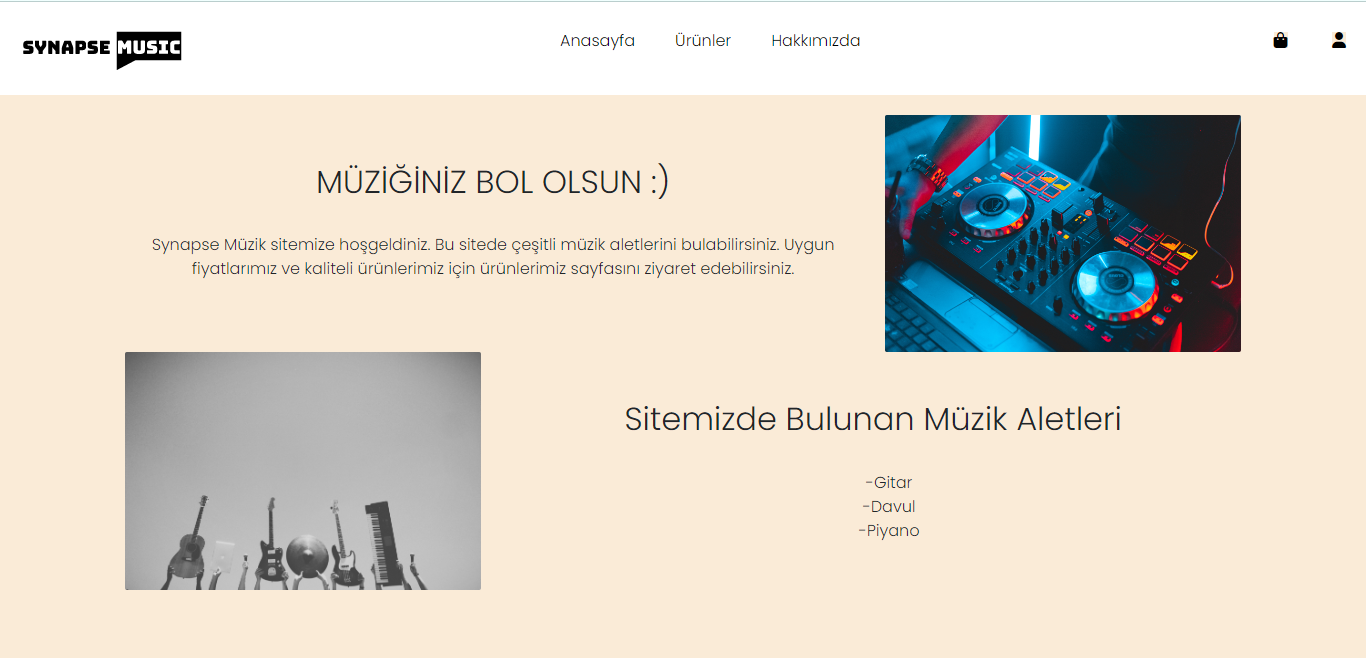 SYNAPSE MUSIC
Anasayfa
Ürünler
Hakkımızda
MÜZİĞİNİZ BOL OLSUN :)
Synapse Müzik sitemize hoşgeldiniz. Bu sitede çeşitli müzik aletlerini bulabilirsiniz. Uygun
fiyatlarımız ve kaliteli ürünlerimiz için ürünlerimiz sayfasını ziyaret edebilirsiniz.
Sitemizde Bulunan Müzik Aletleri
-Gitar
-Davul
-Piyano